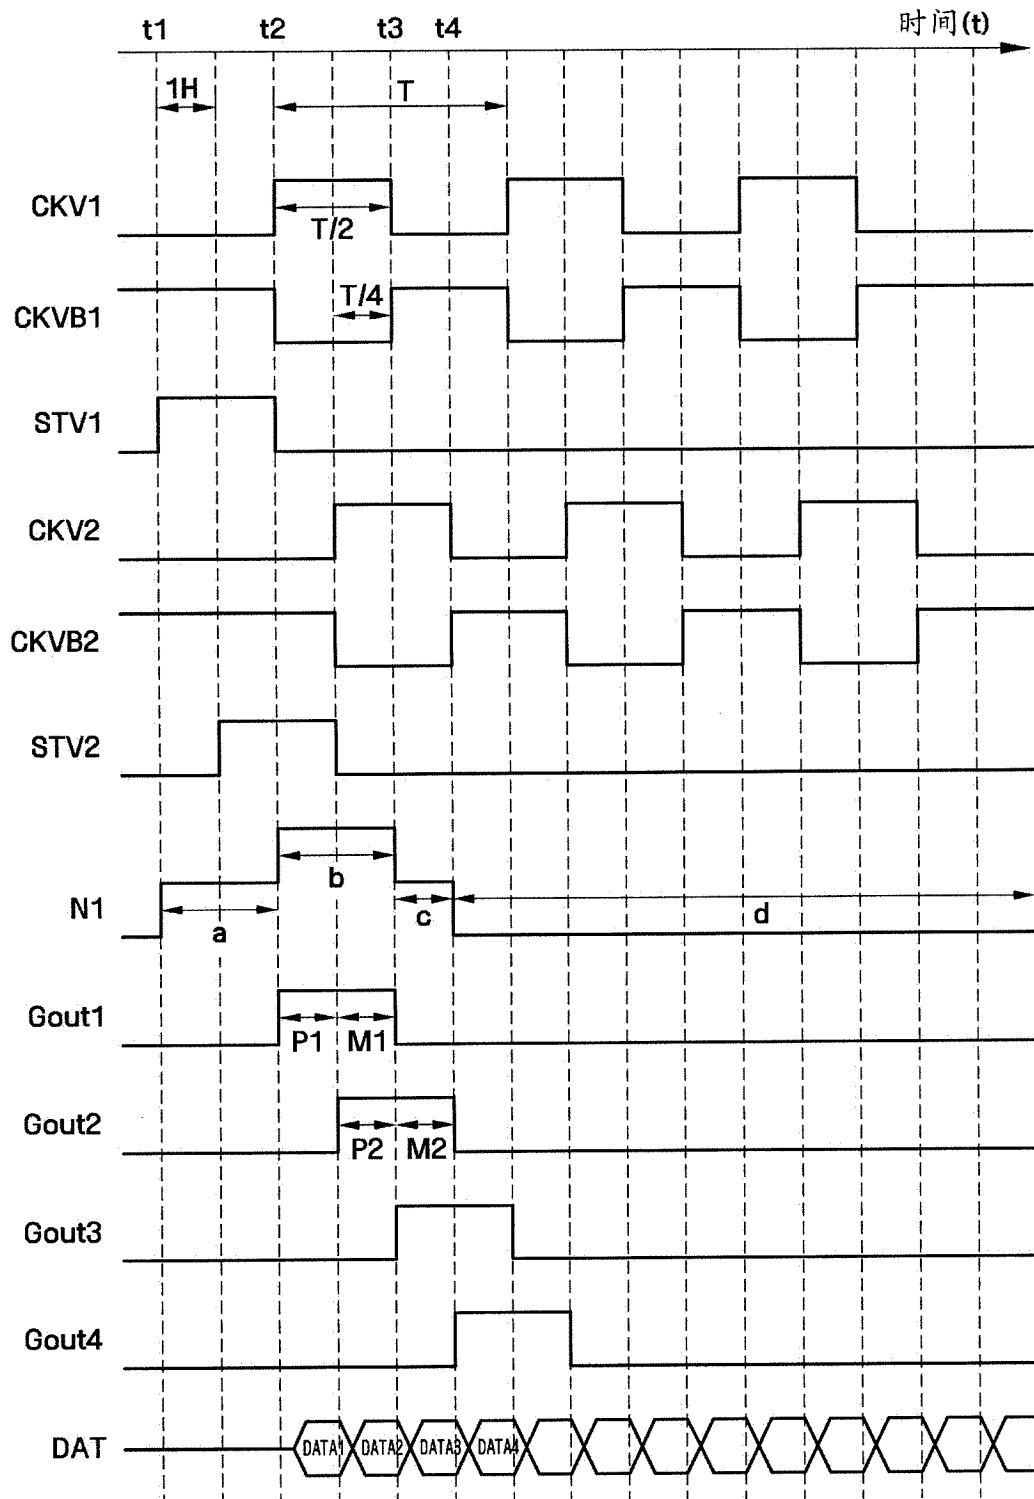 t1 t2 t3 t4 时间(t)
1H T
CKV1
T/2
CKVB1
T/4
STV1
CKV2
CKVB2
STV2
N1
a b c d
Gout1
P1 M1
Gout2
P2 M2
Gout3
Gout4
DAT
DATA1 DATA2 DATA3 DATA4